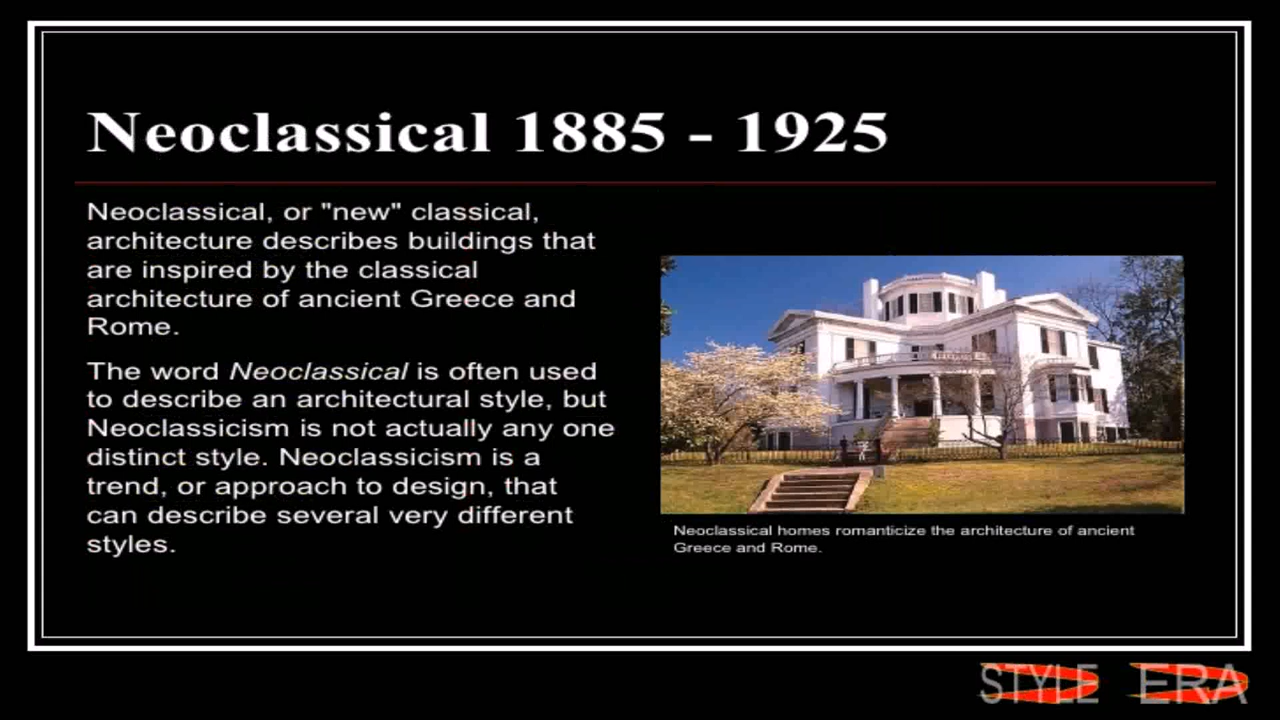 Neoclassical 1885 - 1925
Neoclassical, or "new" classical,
architecture describes buildings that
are inspired by the classical
architecture of ancient Greece and
Rome.
The word Neoclassical is often used
to describe an architectural style, but
Neoclassicism is not actually any one
distinct style. Neoclassicism is a
trend, or approach to design, that
can describe several very different
styles.
Neoclassical homes romanticize the architecture of ancient
Greece and Rome.
STYLE ERA